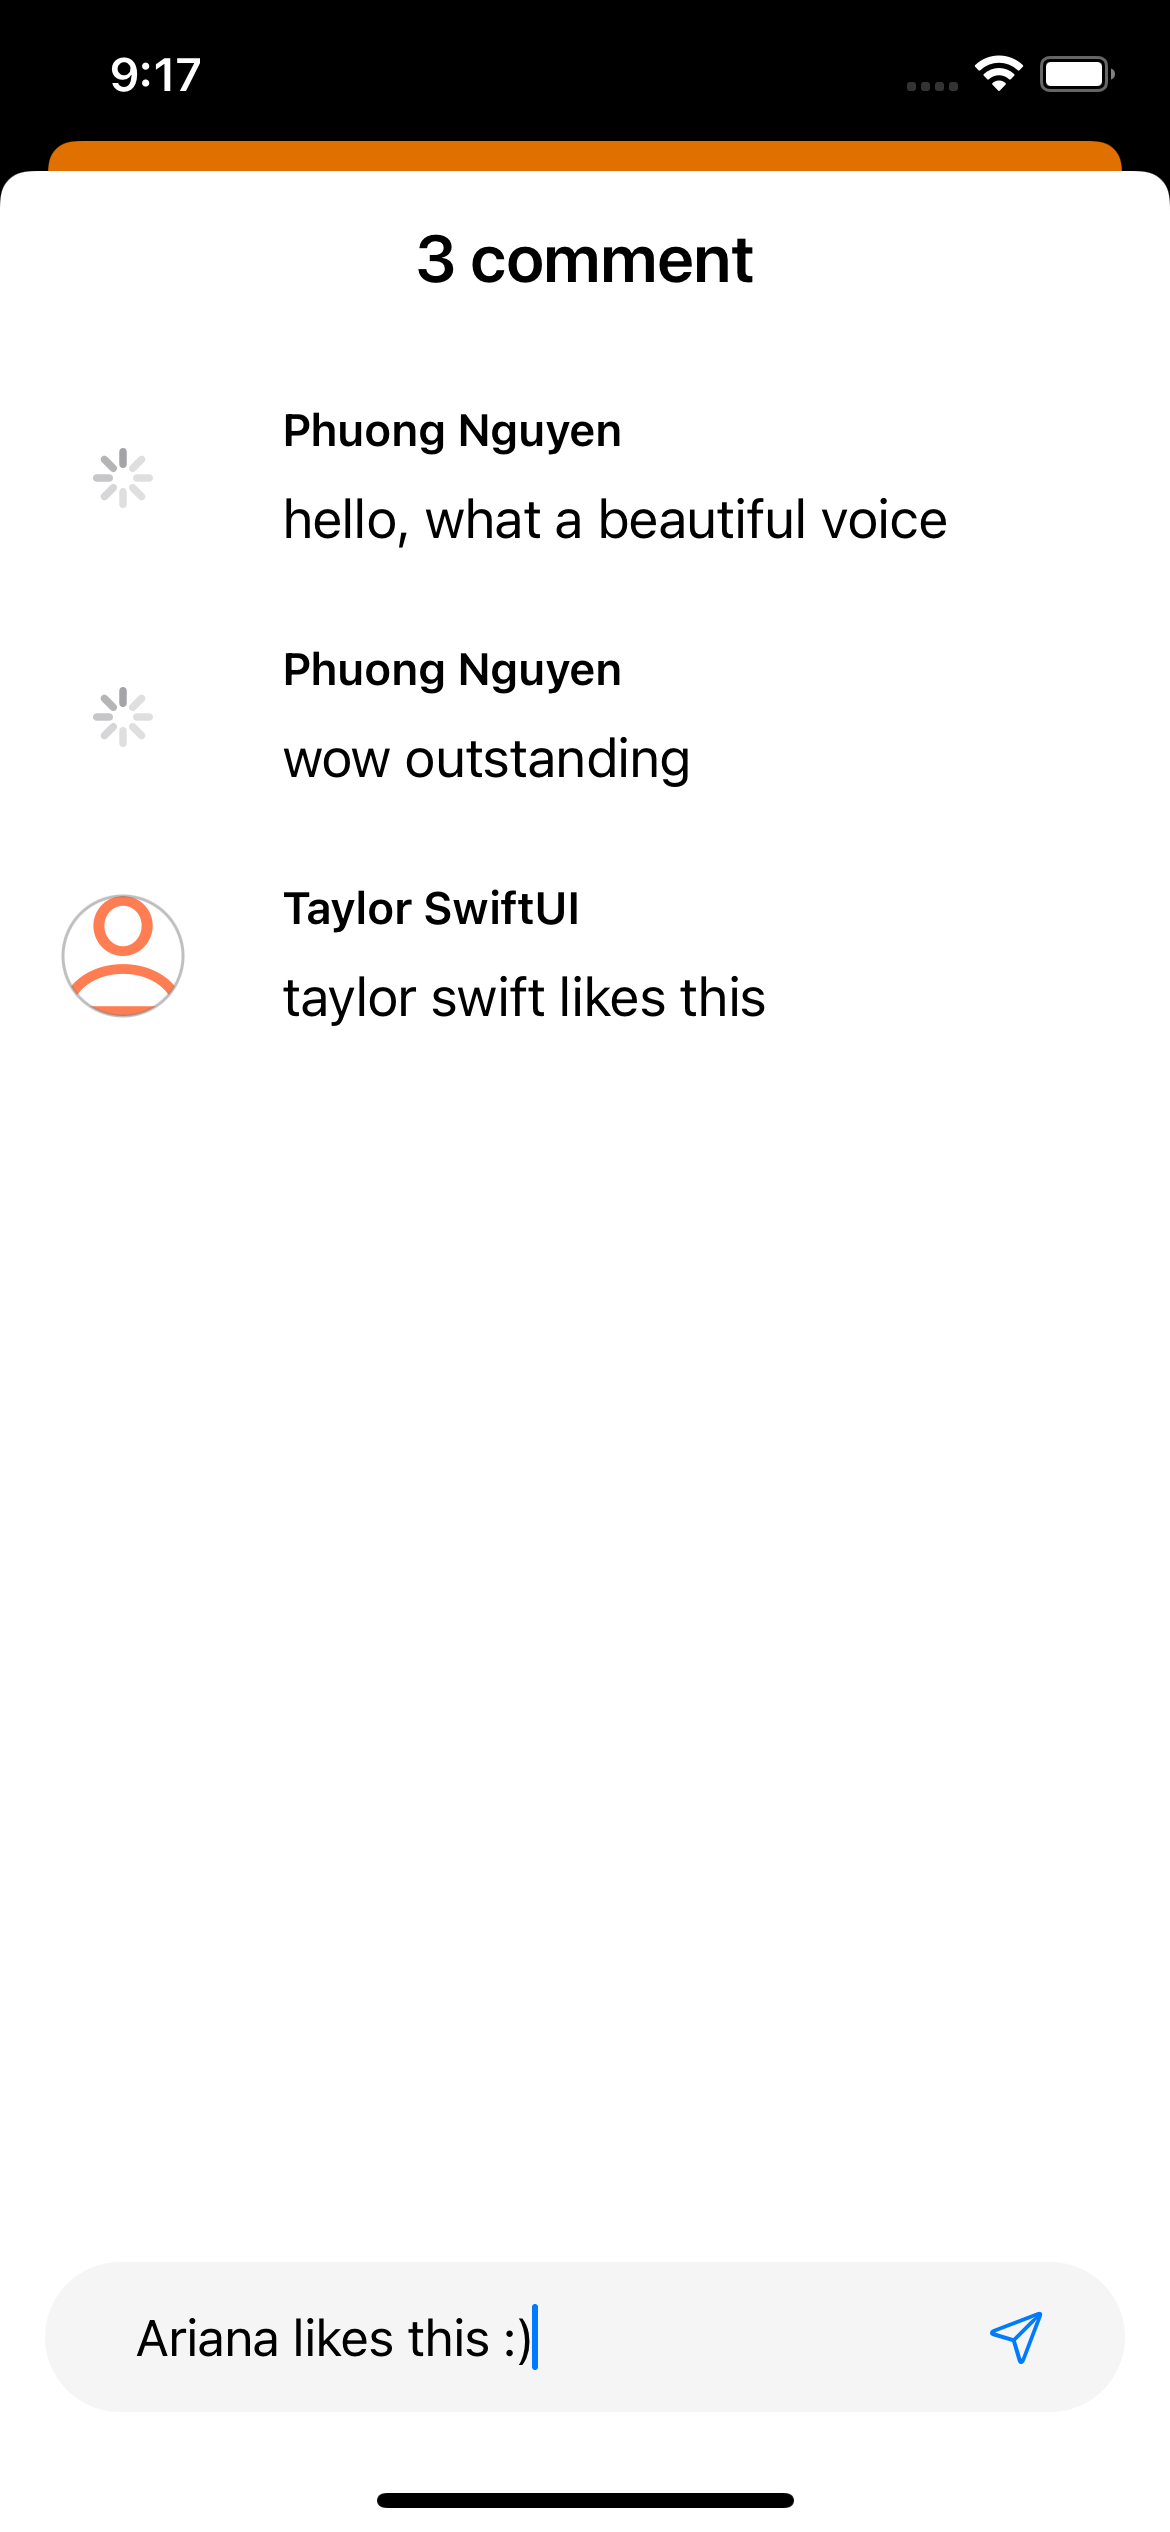 9:17
3 comment
Phuong Nguyen
hello, what a beautiful voice
Phuong Nguyen
wow outstanding
Taylor SwiftUI
taylor swift likes this
Ariana likes this :)